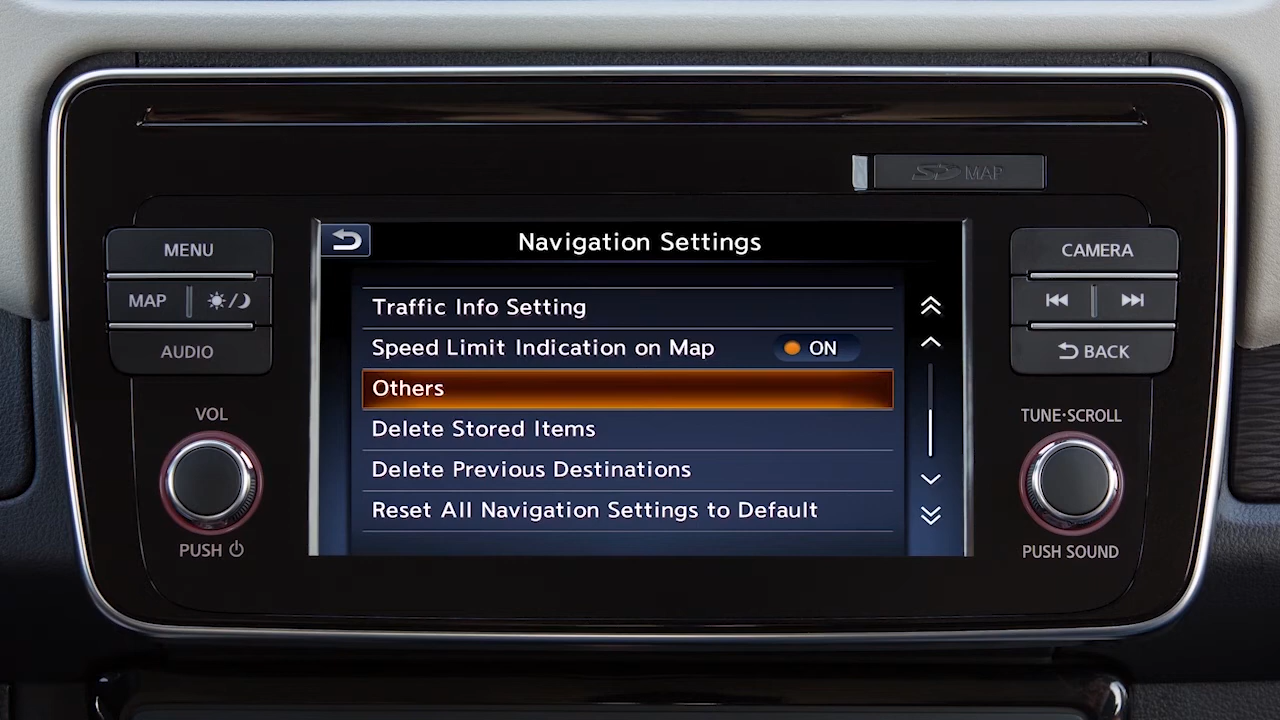 SD MAP
MENU
MAP
AUDIO
VOL
PUSH
Navigation Settings
Traffic Info Setting
Speed Limit Indication on Map ON
Others
Delete Stored Items
Delete Previous Destinations
Reset All Navigation Settings to Default
CAMERA
BACK
TUNE·SCROLL
PUSH SOUND